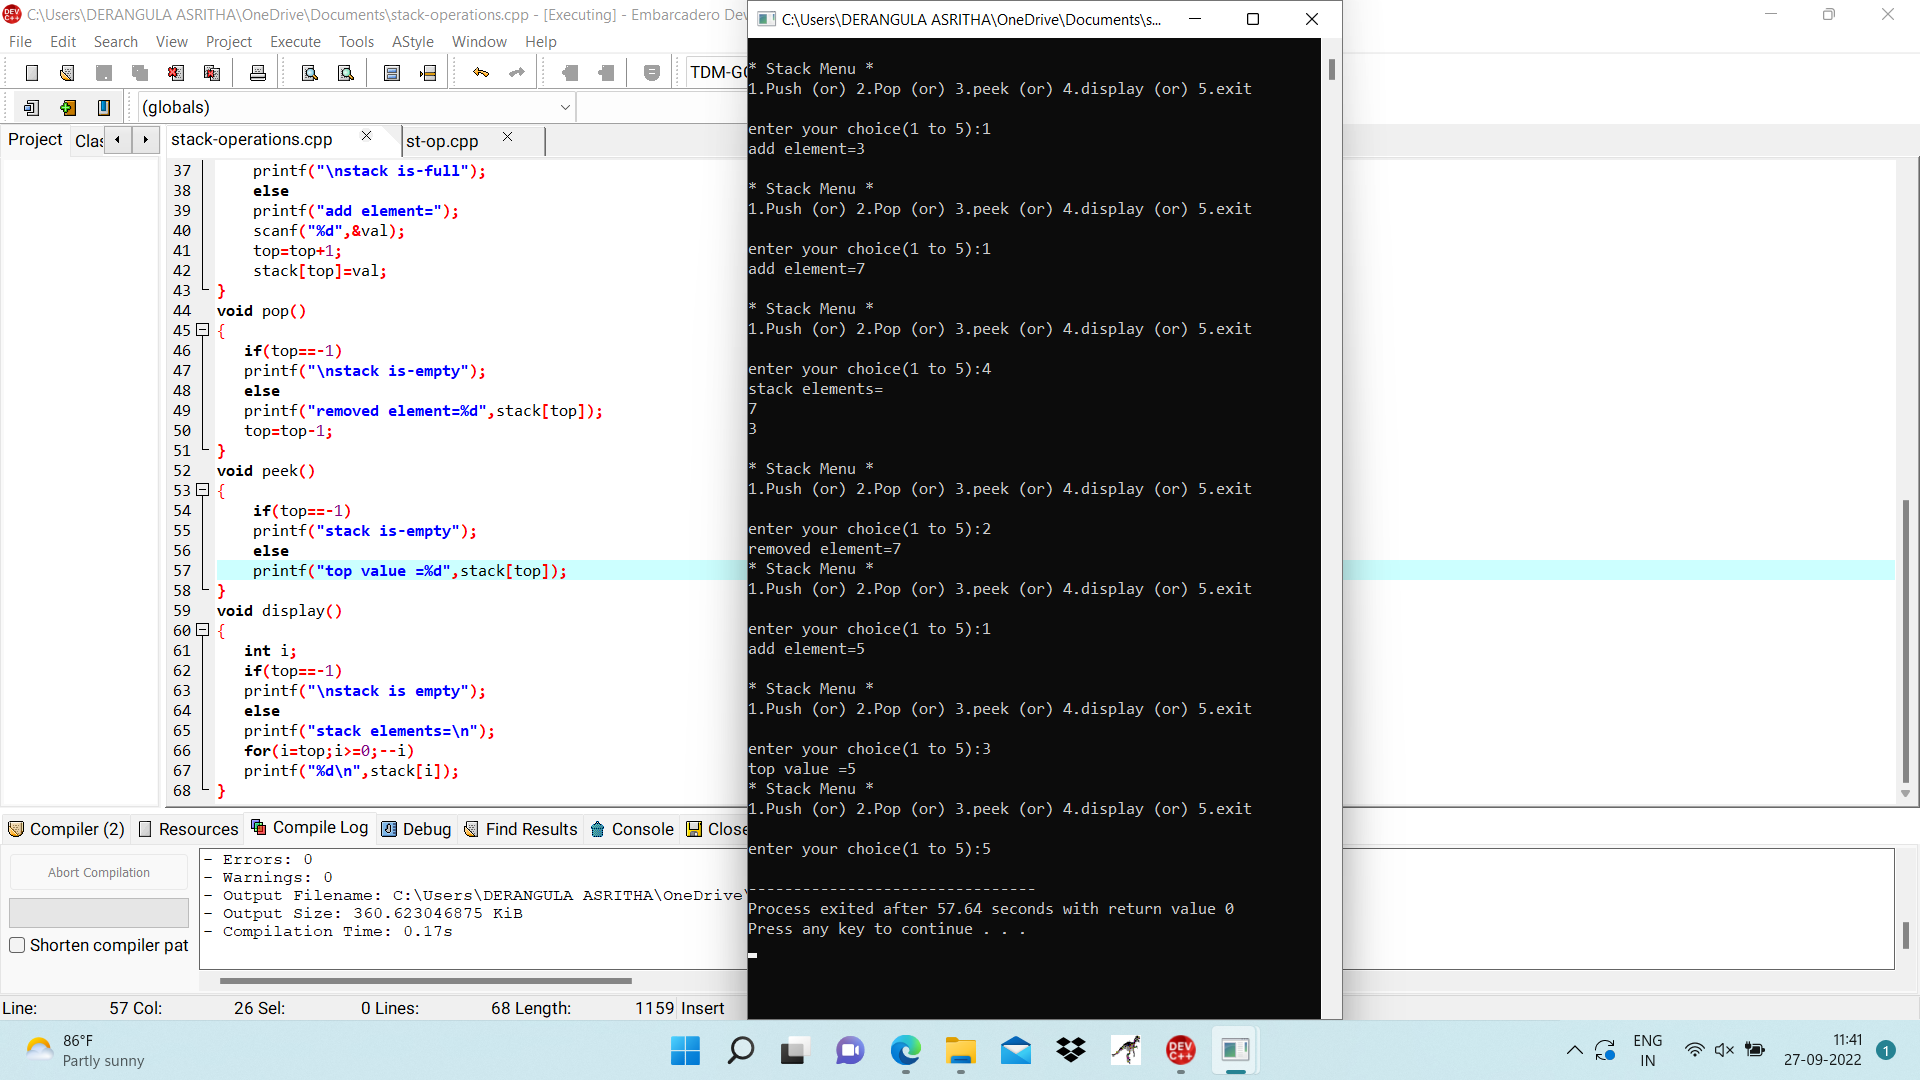 C:\Users\DERANGULA ASRITHA\OneDrive\Documents\stack-operations.cpp - [Executing] - Embarcadero Dev
File Edit Search View Project Execute Tools AStyle Window Help
TDM-GC
(globals)
Project Clas
stack-operations.cpp st-op.cpp
37 printf("\nstack is-full");
38 else
39 printf("add element=");
40 scanf("%d",&val);
41 top=top+1;
42 stack[top]=val;
43 }
44 void pop()
45 {
46 if(top==-1)
47 printf("\nstack is-empty");
48 else
49 printf("removed element=%d",stack[top]);
50 top=top-1;
51 }
52 void peek()
53 {
54 if(top==-1)
55 printf("stack is-empty");
56 else
57 printf("top value =%d",stack[top]);
58 }
59 void display()
60 {
61 int i;
62 if(top==-1)
63 printf("\nstack is empty");
64 else
65 printf("stack elements=\n");
66 for(i=top;i>=0;--i)
67 printf("%d\n",stack[i]);
68 }
Compiler (2) Resources Compile Log Debug Find Results Console Close
Abort Compilation
Shorten compiler pat
- Errors: 0
- Warnings: 0
- Output Filename: C:\Users\DERANGULA ASRITHA\OneDrive\
- Output Size: 360.623046875 KiB
- Compilation Time: 0.17s
Line: 57 Col: 26 Sel: 0 Lines: 68 Length: 1159 Insert
C:\Users\DERANGULA ASRITHA\OneDrive\Documents\s...
* Stack Menu *
1.Push (or) 2.Pop (or) 3.peek (or) 4.display (or) 5.exit
enter your choice(1 to 5):1
add element=3
* Stack Menu *
1.Push (or) 2.Pop (or) 3.peek (or) 4.display (or) 5.exit
enter your choice(1 to 5):1
add element=7
* Stack Menu *
1.Push (or) 2.Pop (or) 3.peek (or) 4.display (or) 5.exit
enter your choice(1 to 5):4
stack elements=
7
3
* Stack Menu *
1.Push (or) 2.Pop (or) 3.peek (or) 4.display (or) 5.exit
enter your choice(1 to 5):2
removed element=7
* Stack Menu *
1.Push (or) 2.Pop (or) 3.peek (or) 4.display (or) 5.exit
enter your choice(1 to 5):1
add element=5
* Stack Menu *
1.Push (or) 2.Pop (or) 3.peek (or) 4.display (or) 5.exit
enter your choice(1 to 5):3
top value =5
* Stack Menu *
1.Push (or) 2.Pop (or) 3.peek (or) 4.display (or) 5.exit
enter your choice(1 to 5):5
--------------------------------
Process exited after 57.64 seconds with return value 0
Press any key to continue . . .
86°F
Partly sunny
DEV C++
ENG
IN
11:41
27-09-2022
1